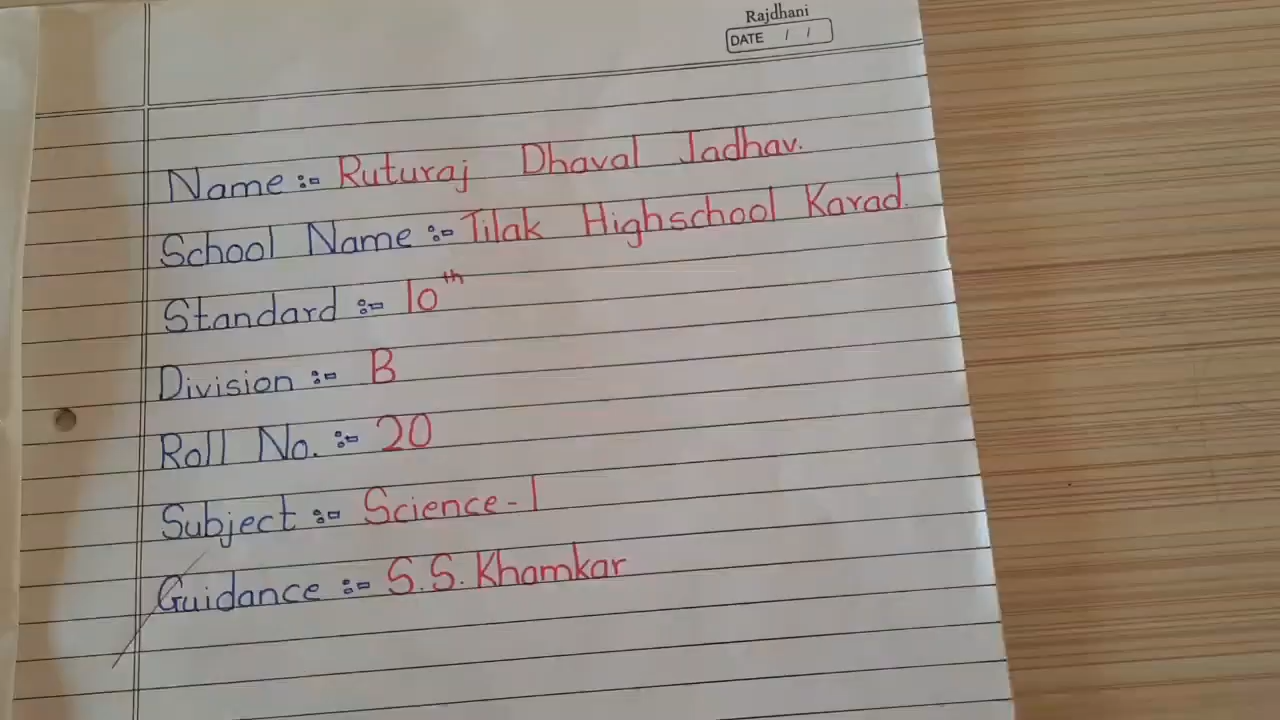 Rajdhani
DATE / /
Name :- Ruturaj Dhaval Jadhav.
School Name :- Tilak Highschool Karad.
Standard :- 10th
Division :- B
Roll No. :- 20
Subject :- Science-I
Guidance :- S.S. Khamkar